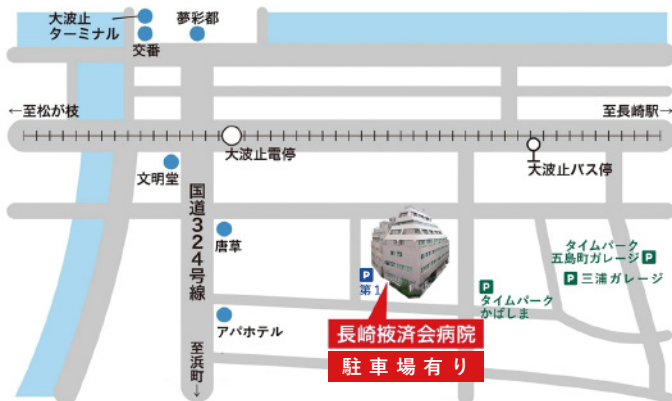 大波止
ターミナル
夢彩都
交番
←至松が枝
至長崎駅→
大波止電停
大波止バス停
文明堂
国道324号線
唐草
タイムパーク
五島町ガレージ P
P 三浦ガレージ
P
第1
P
タイムパーク
かばしま
アパホテル
長崎掖済会病院
駐車場有り
至浜町→